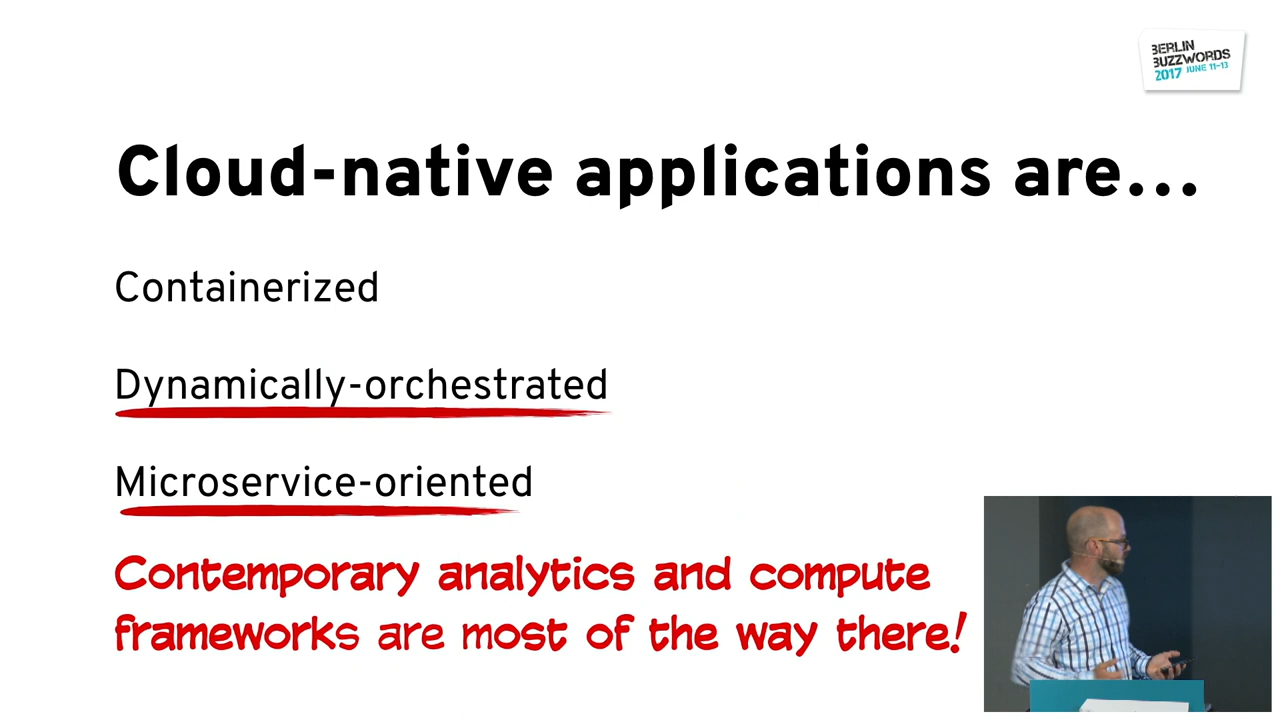 BERLIN
BUZZWORDS
2017 JUNE 11-13
Cloud-native applications are...
Containerized
Dynamically-orchestrated
Microservice-oriented
Contemporary analytics and compute
frameworks are most of the way there!